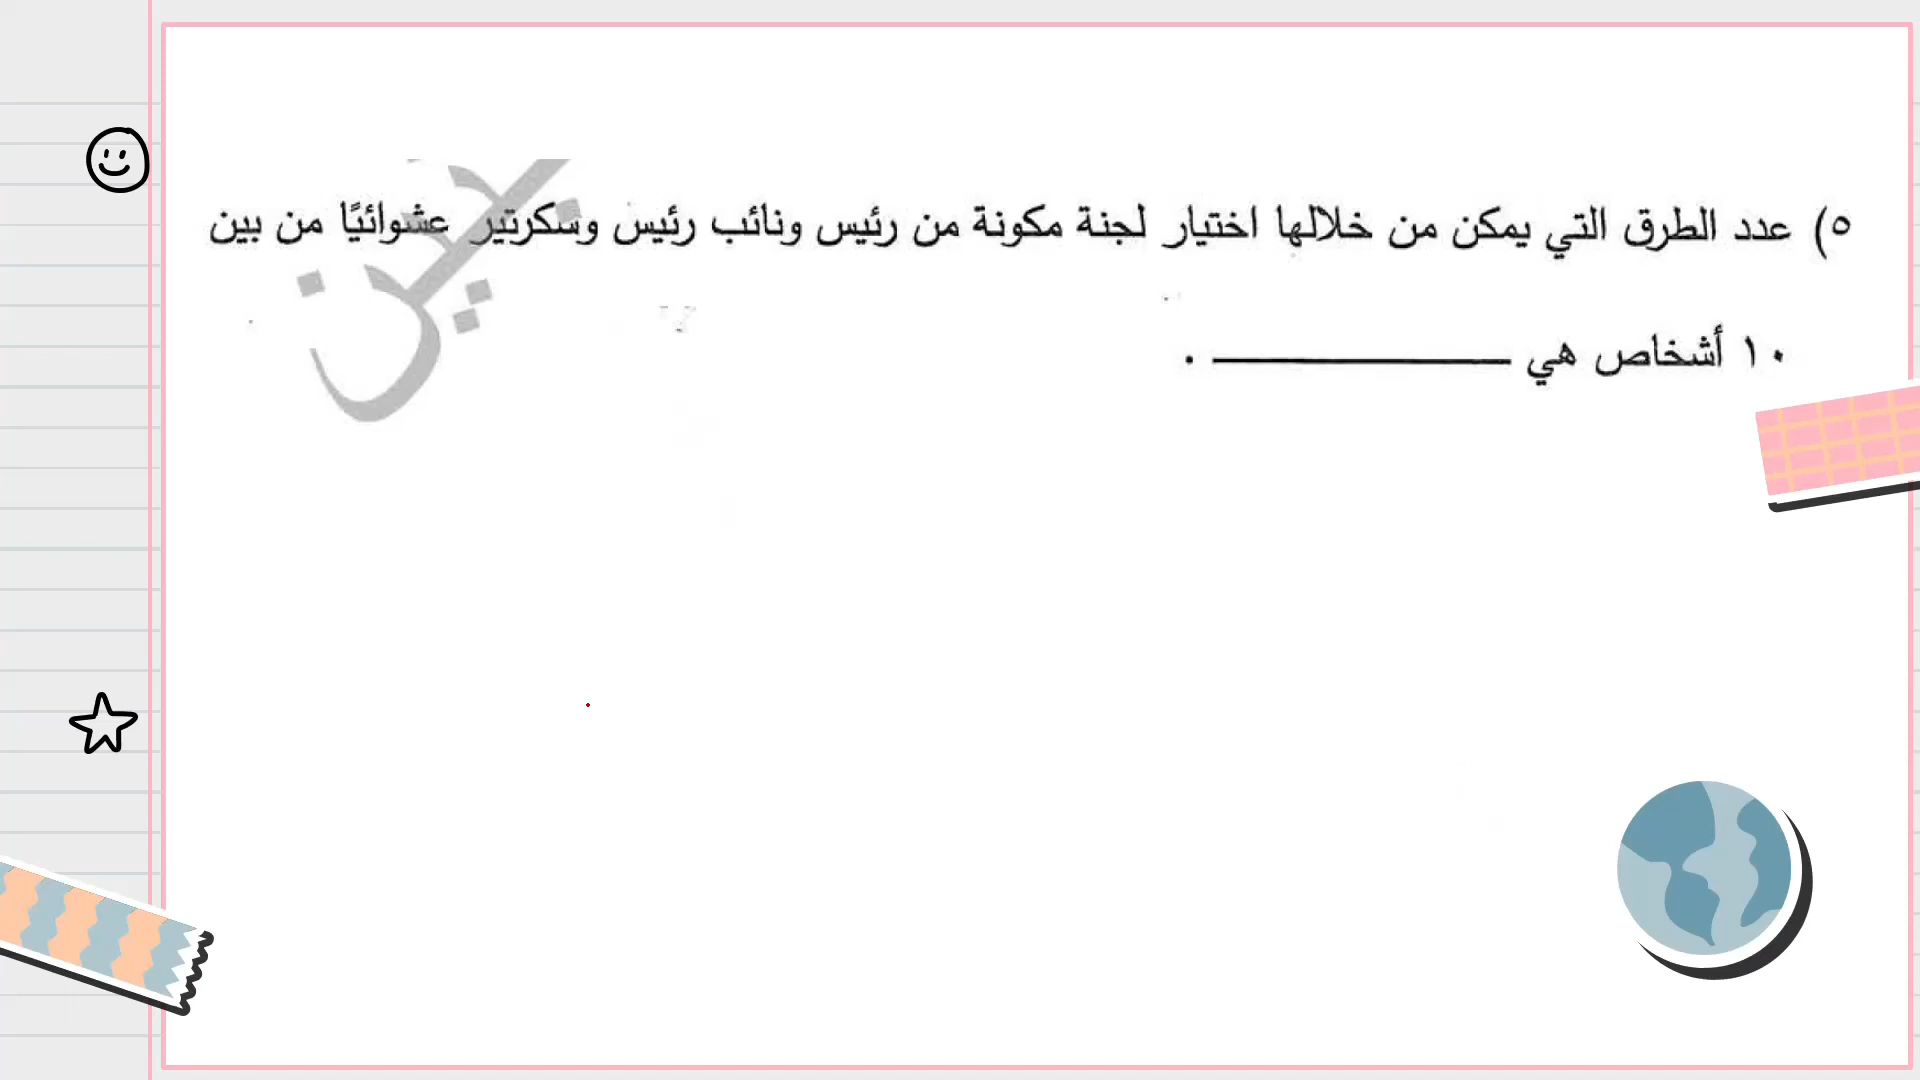 ٥) عدد الطرق التي يمكن من خلالها اختيار لجنة مكونة من رئيس ونائب رئيس وسكرتير عشوائيًا من بين
١٠ أشخاص هي ـــــــــــــــــ .